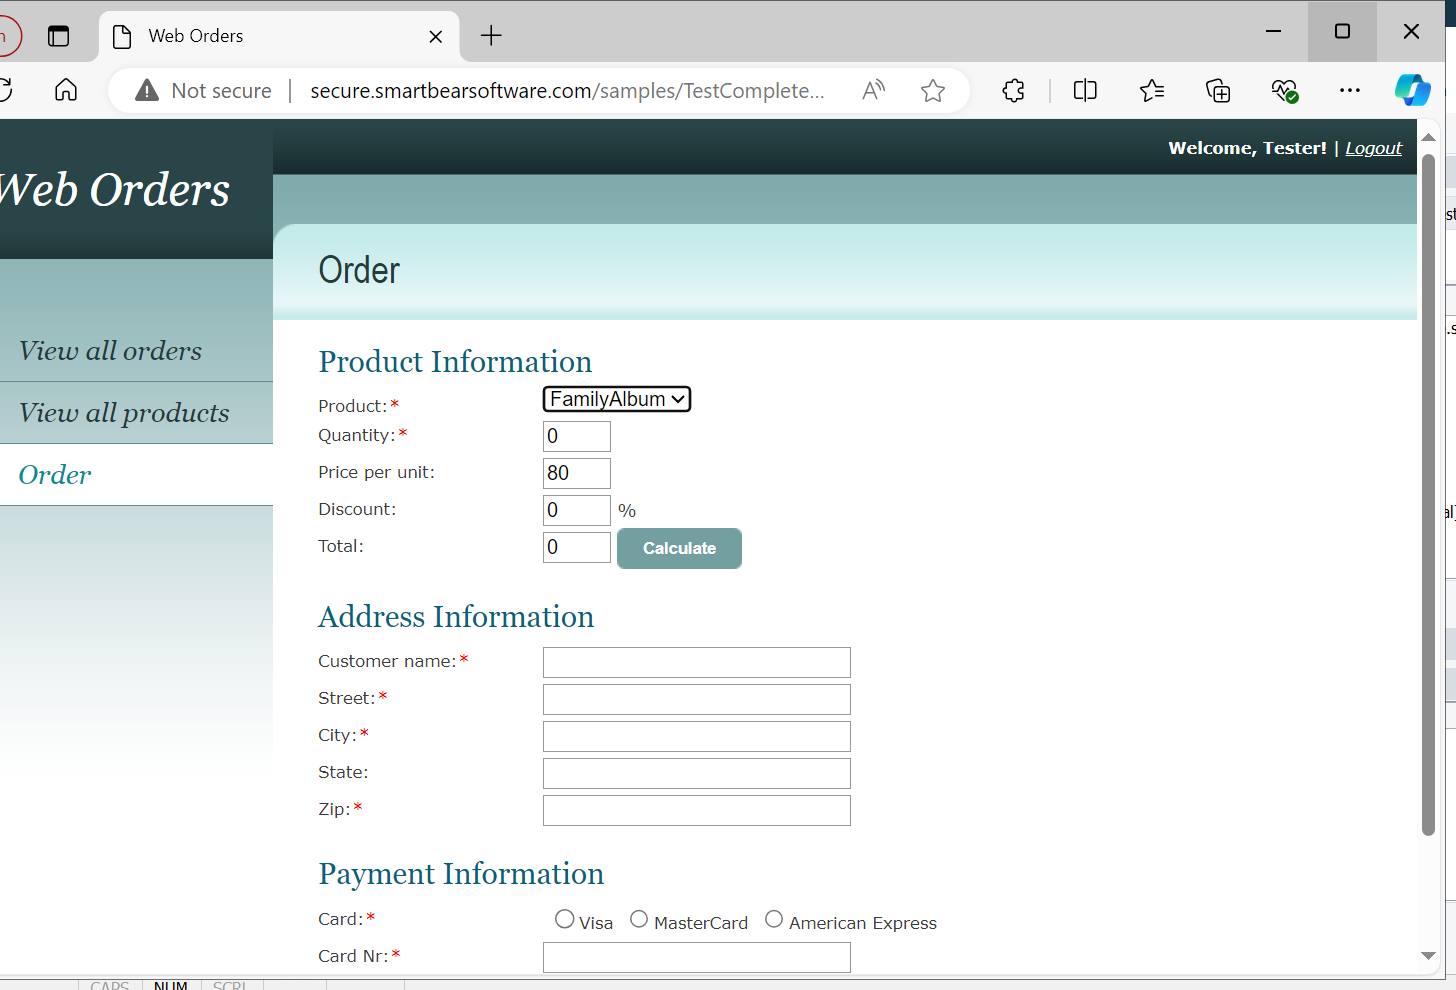 Web Orders
Not secure
secure.smartbearsoftware.com/samples/TestComplete...
Welcome, Tester! | Logout
Web Orders
Order
View all orders
View all products
Order
Product Information
Product:*
FamilyAlbum
Quantity:*
0
Price per unit:
80
Discount:
0 %
Total:
0
Calculate
Address Information
Customer name:*
Street:*
City:*
State:
Zip:*
Payment Information
Card:*
Visa MasterCard American Express
Card Nr:*
CAPS NUM SCRL